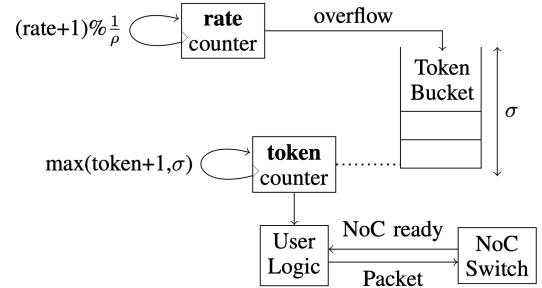 (rate+1)%1/ρ
rate
counter
overflow
Token
Bucket
σ
max(token+1,σ)
token
counter
User
Logic
NoC ready
Packet
NoC
Switch